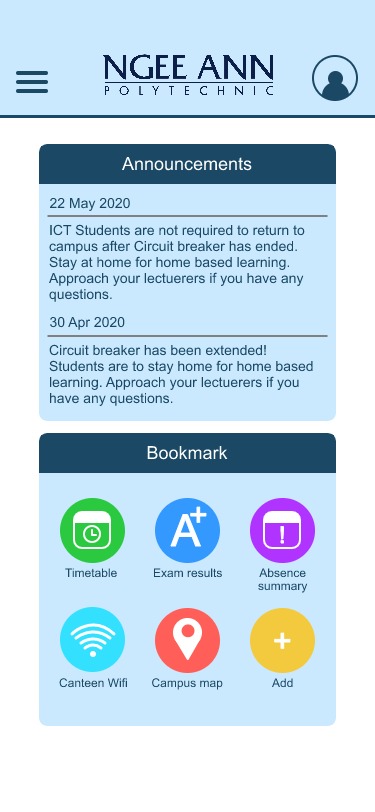 NGEE ANN
POLYTECHNIC
Announcements
22 May 2020
ICT Students are not required to return to
campus after Circuit breaker has ended.
Stay at home for home based learning.
Approach your lectuerers if you have any
questions.
30 Apr 2020
Circuit breaker has been extended!
Students are to stay home for home based
learning. Approach your lectuerers if you
have any questions.
Bookmark
A+
Timetable
Exam results
Absence
summary
Canteen Wifi
Campus map
Add